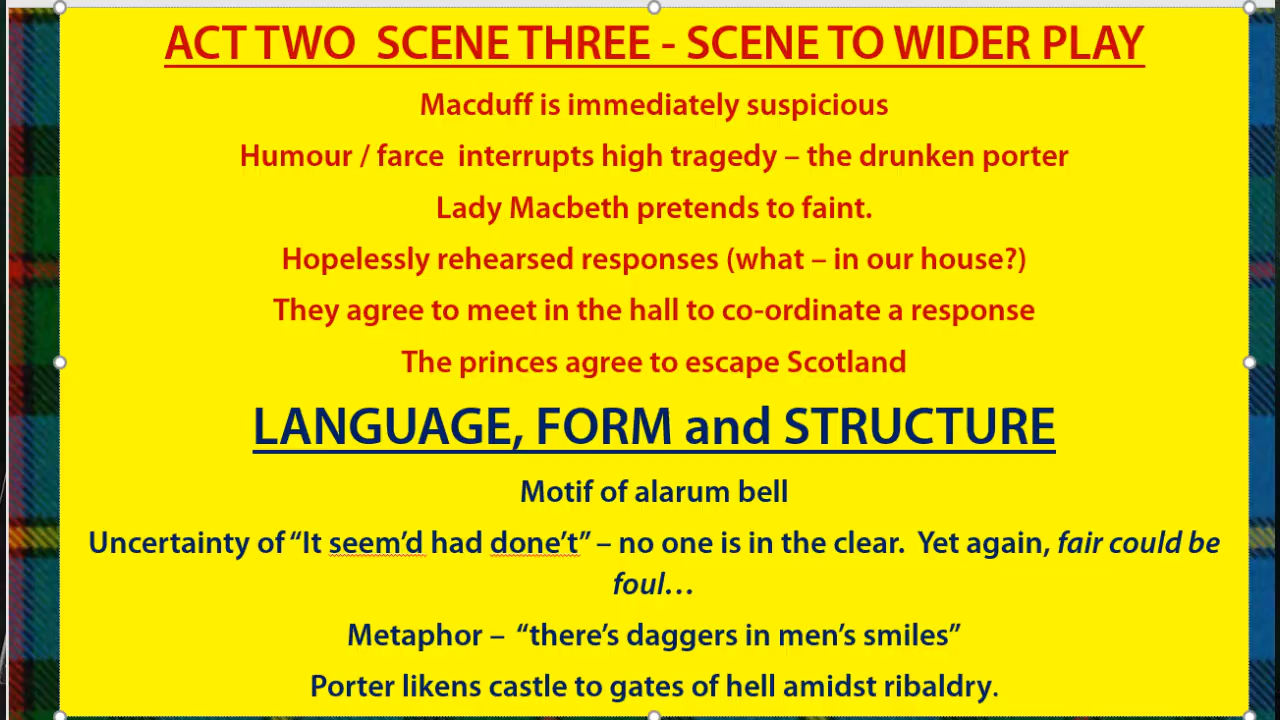 ACT TWO  SCENE THREE - SCENE TO WIDER PLAY
Macduff is immediately suspicious
Humour / farce  interrupts high tragedy – the drunken porter
Lady Macbeth pretends to faint.
Hopelessly rehearsed responses (what – in our house?)
They agree to meet in the hall to co-ordinate a response
The princes agree to escape Scotland
LANGUAGE, FORM and STRUCTURE
Motif of alarum bell
Uncertainty of “It seem’d had done’t” – no one is in the clear.  Yet again, fair could be
foul…
Metaphor –  “there’s daggers in men’s smiles”
Porter likens castle to gates of hell amidst ribaldry.